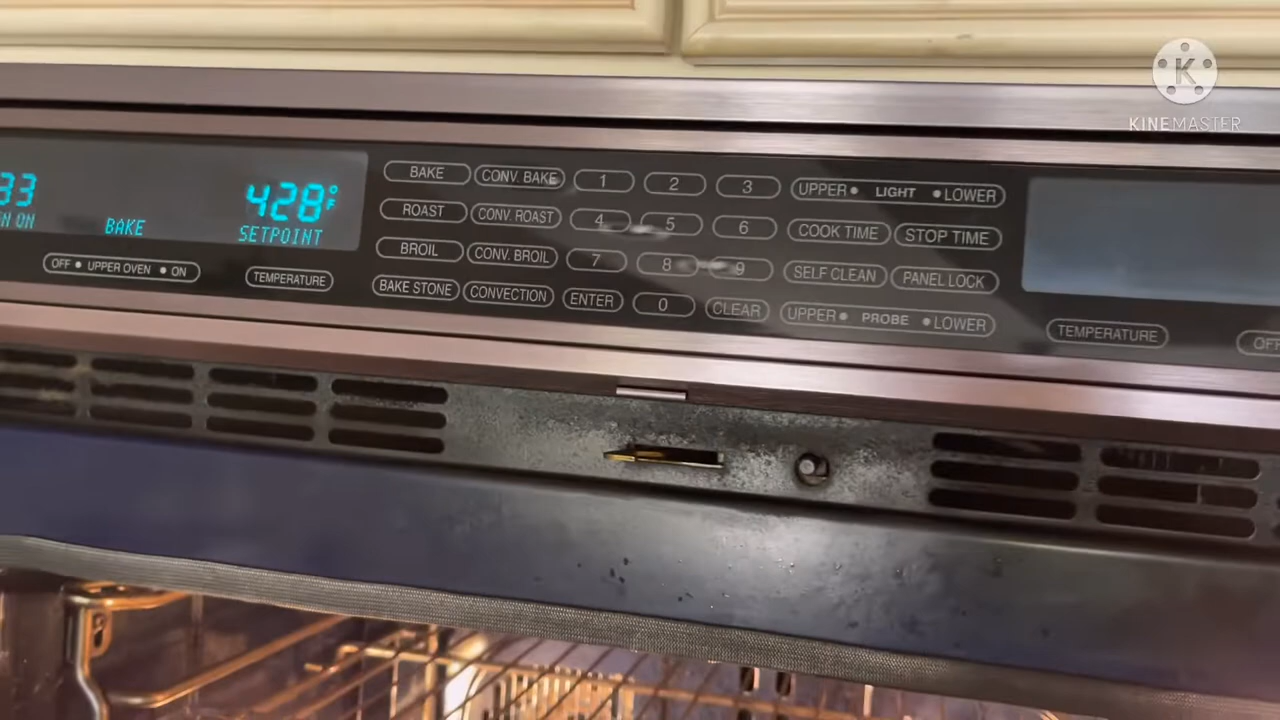 K
KINEMASTER
33
N ON
BAKE
428°F
SETPOINT
OFF • UPPER OVEN • ON
TEMPERATURE
BAKE CONV. BAKE 1 2 3 UPPER • LIGHT • LOWER
ROAST CONV. ROAST 4 5 6 COOK TIME STOP TIME
BROIL CONV. BROIL 7 8 9 SELF CLEAN PANEL LOCK
BAKE STONE CONVECTION ENTER 0 CLEAR UPPER • PROBE • LOWER
TEMPERATURE
OFF